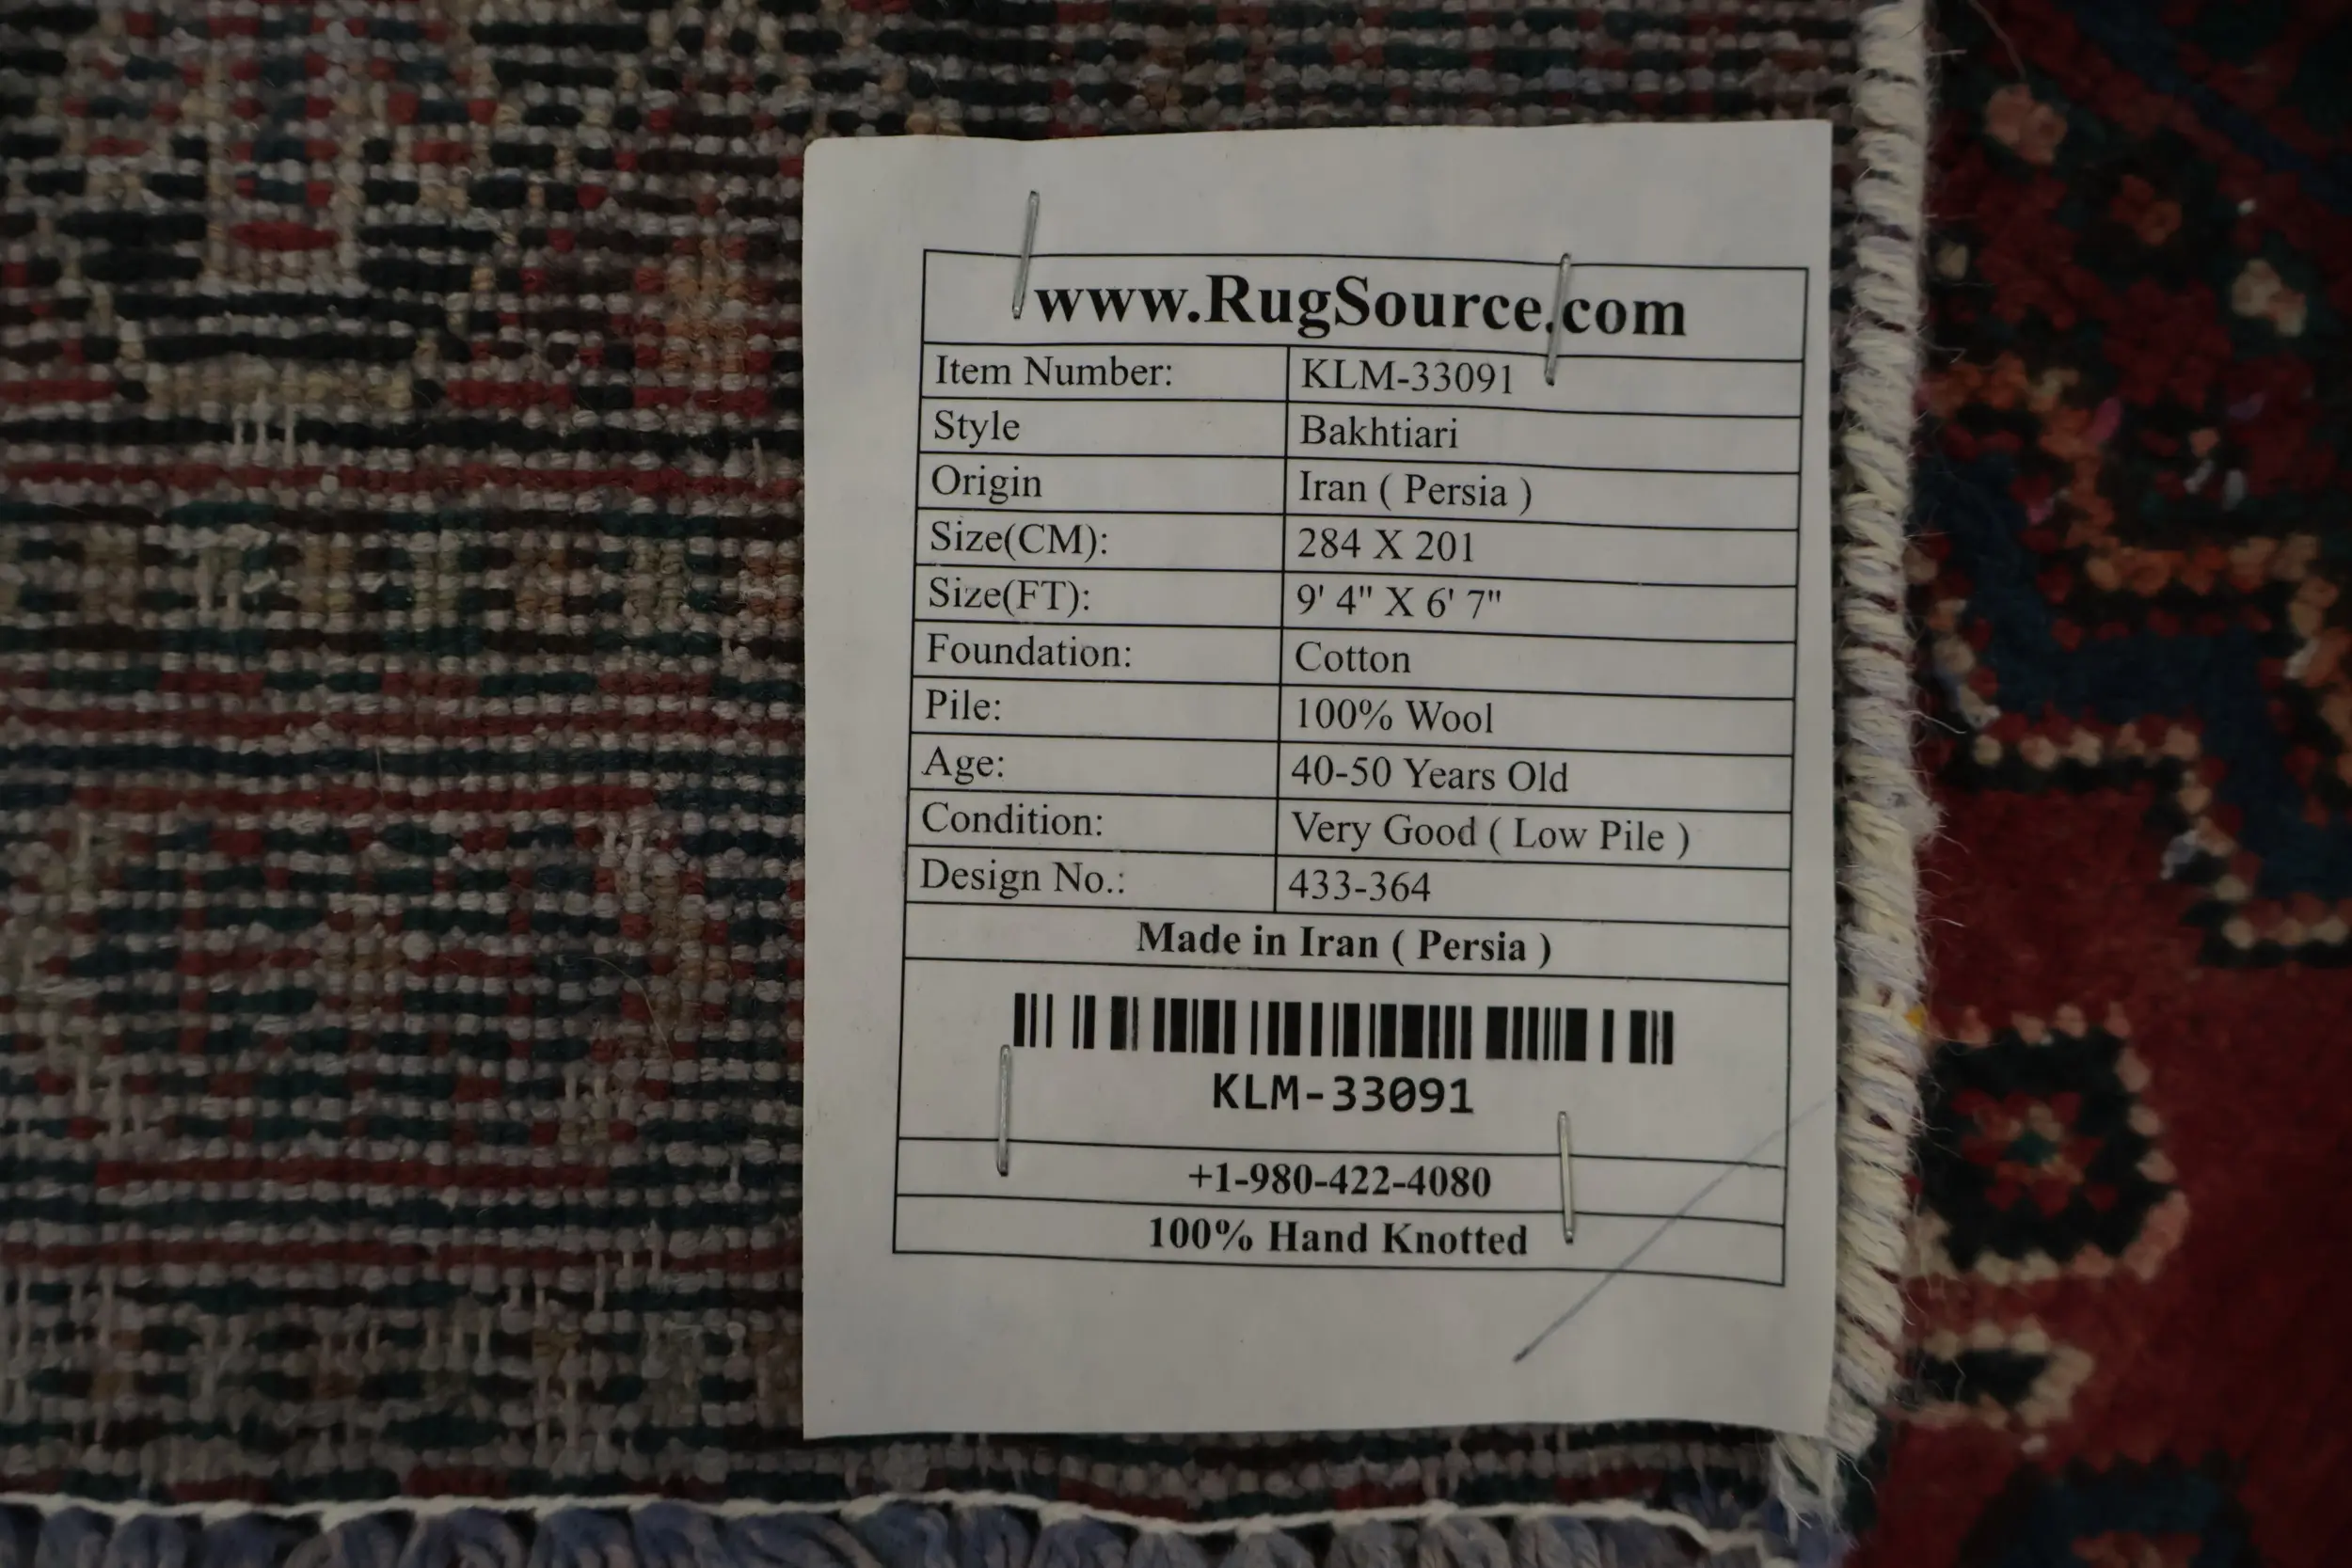 www.RugSource.com
Item Number: KLM-33091
Style Bakhtiari
Origin Iran ( Persia )
Size(CM): 284 X 201
Size(FT): 9' 4" X 6' 7"
Foundation: Cotton
Pile: 100% Wool
Age: 40-50 Years Old
Condition: Very Good ( Low Pile )
Design No.: 433-364
Made in Iran ( Persia )
KLM-33091
+1-980-422-4080
100% Hand Knotted